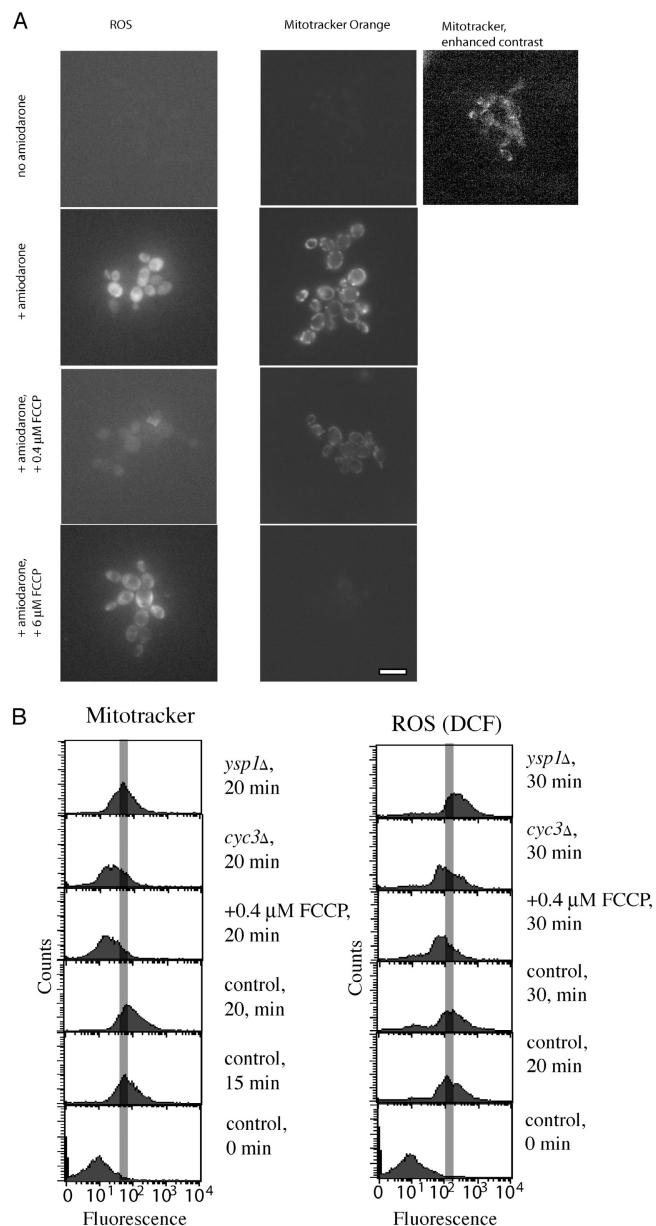 A
ROS
Mitotracker Orange
Mitotracker,
enhanced contrast
no amiodarone
+ amiodarone
+ amiodarone,
+ 0.4 µM FCCP
+ amiodarone,
+ 6 µM FCCP
B
Mitotracker
ysp1Δ,
20 min
cyc3Δ,
20 min
+0.4 µM FCCP,
20 min
control,
20, min
control,
15 min
control,
0 min
Counts
0 10¹ 10² 10³ 10⁴
Fluorescence
ROS (DCF)
ysp1Δ,
30 min
cyc3Δ,
30 min
+0.4 µM FCCP,
30 min
control,
30, min
control,
20 min
control,
0 min
Counts
0 10¹ 10² 10³ 10⁴
Fluorescence